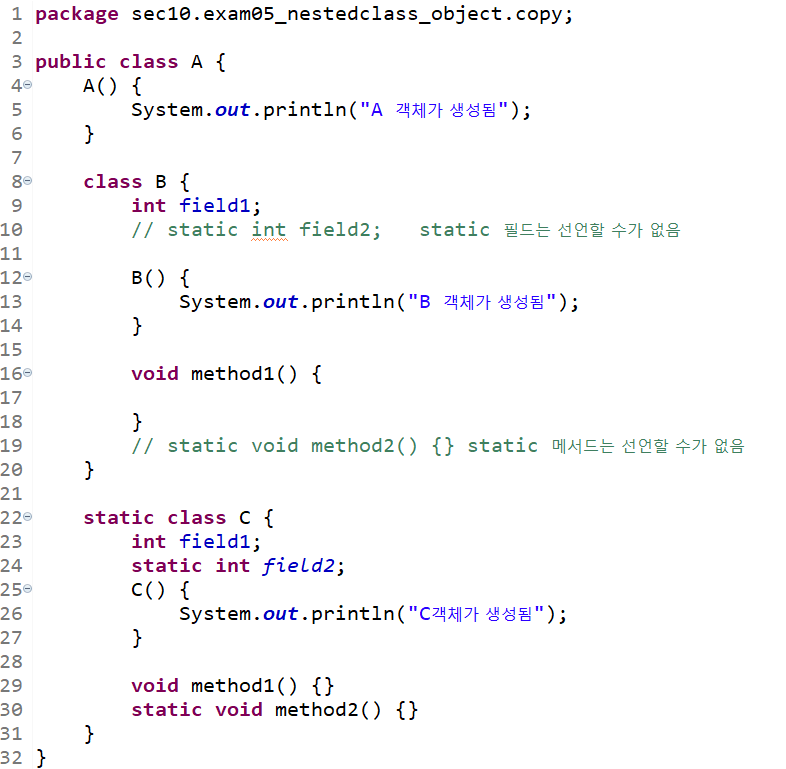 1 package sec10.exam05_nestedclass_object.copy;
2
3 public class A {
4     A() {
5         System.out.println("A 객체가 생성됨");
6     }
7
8     class B {
9         int field1;
10         // static int field2;   static 필드는 선언할 수가 없음
11
12         B() {
13             System.out.println("B 객체가 생성됨");
14         }
15
16         void method1() {
17
18         }
19         // static void method2() {} static 메서드는 선언할 수가 없음
20     }
21
22     static class C {
23         int field1;
24         static int field2;
25         C() {
26             System.out.println("C객체가 생성됨");
27         }
28
29         void method1() {}
30         static void method2() {}
31     }
32 }